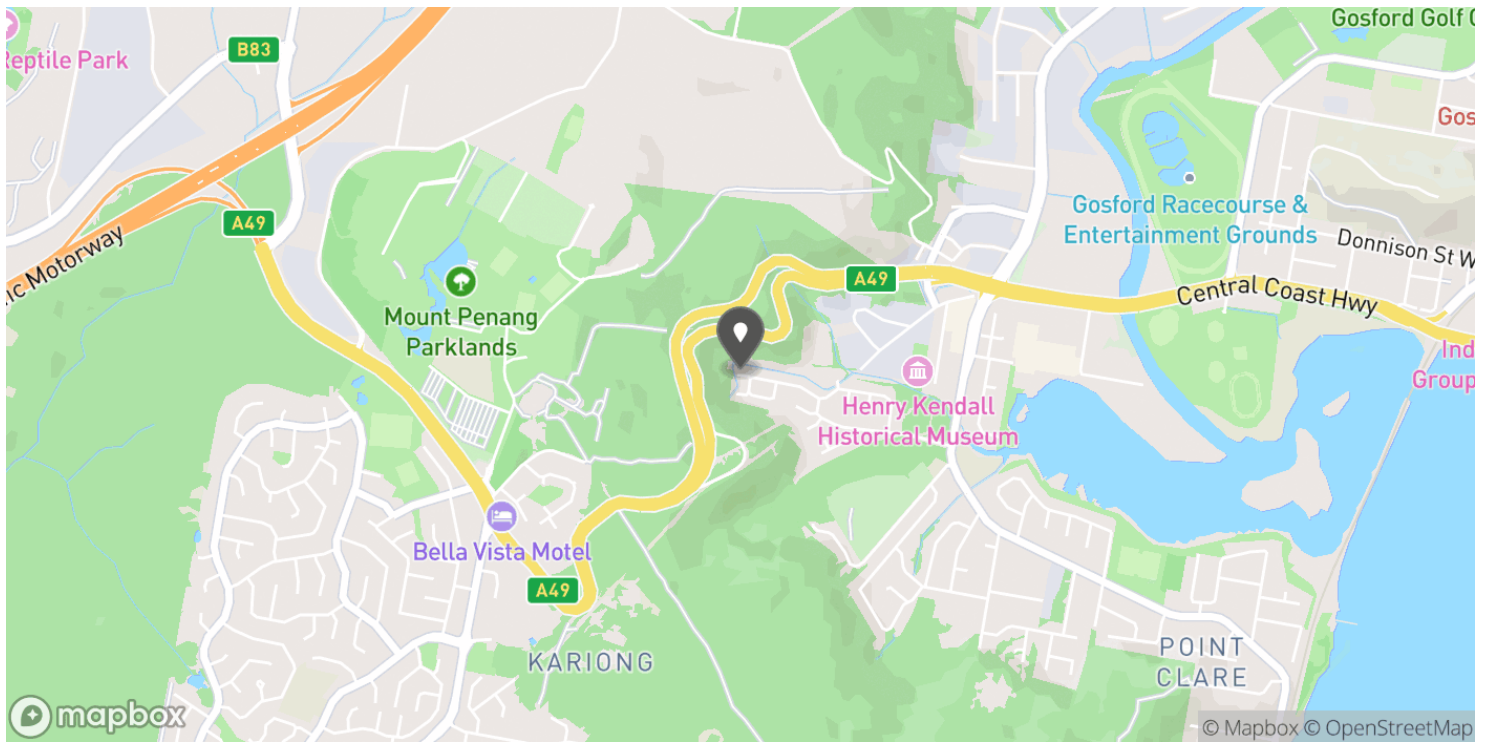 Gosford Golf C
B83
Reptile Park
Gos
A49
Gosford Racecourse &
Entertainment Grounds
Donnison St W
ic Motorway
A49
Central Coast Hwy
Mount Penang
Parklands
Ind
Group
Henry Kendall
Historical Museum
Bella Vista Motel
A49
KARIONG
POINT
CLARE
mapbox
© Mapbox © OpenStreetMap